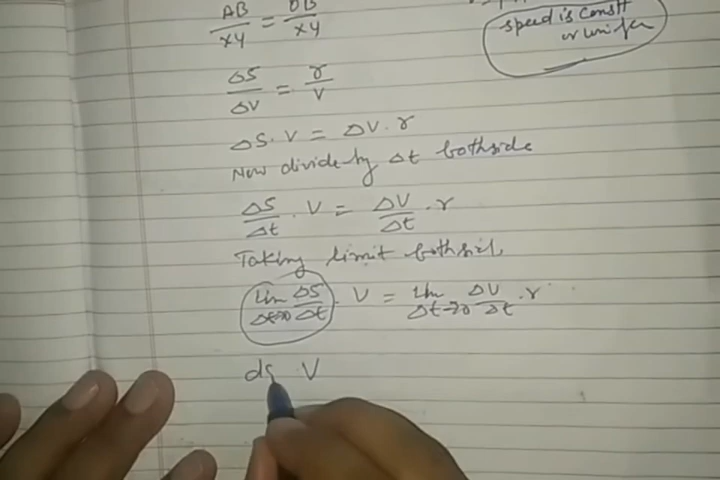 AB/XY = OB/XY
speed is constt
or uniform
ΔS/ΔV = r/V
ΔS.V = ΔV.r
Now divide by Δt bothside
ΔS/Δt . V = ΔV/Δt . r
Taking limit bothside
Lim Δt→0 ΔS/Δt . V = Lim Δt→0 ΔV/Δt . r
ds V